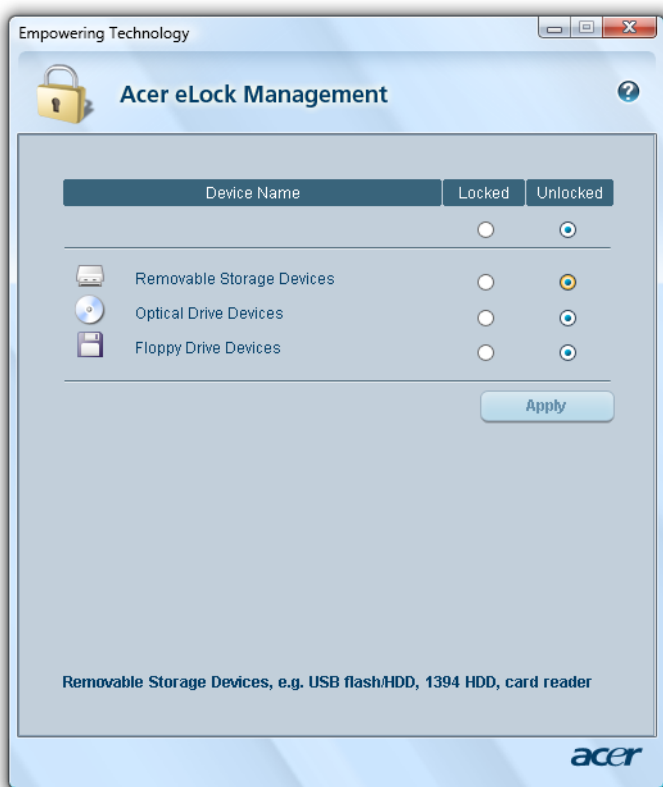 Empowering Technology
Acer eLock Management
?
Device Name Locked Unlocked
Removable Storage Devices
Optical Drive Devices
Floppy Drive Devices
Apply
Removable Storage Devices, e.g. USB flash/HDD, 1394 HDD, card reader
acer